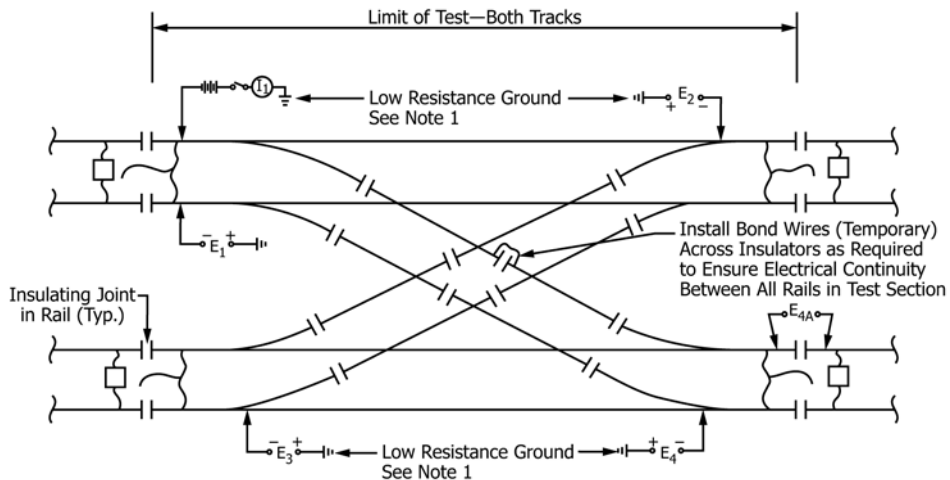 Limit of Test—Both Tracks
I1
Low Resistance Ground
See Note 1
E2
+ −
− E1 +
Install Bond Wires (Temporary)
Across Insulators as Required
to Ensure Electrical Continuity
Between All Rails in Test Section
Insulating Joint
in Rail (Typ.)
E4A
− E3 +
Low Resistance Ground
See Note 1
+ E4 −